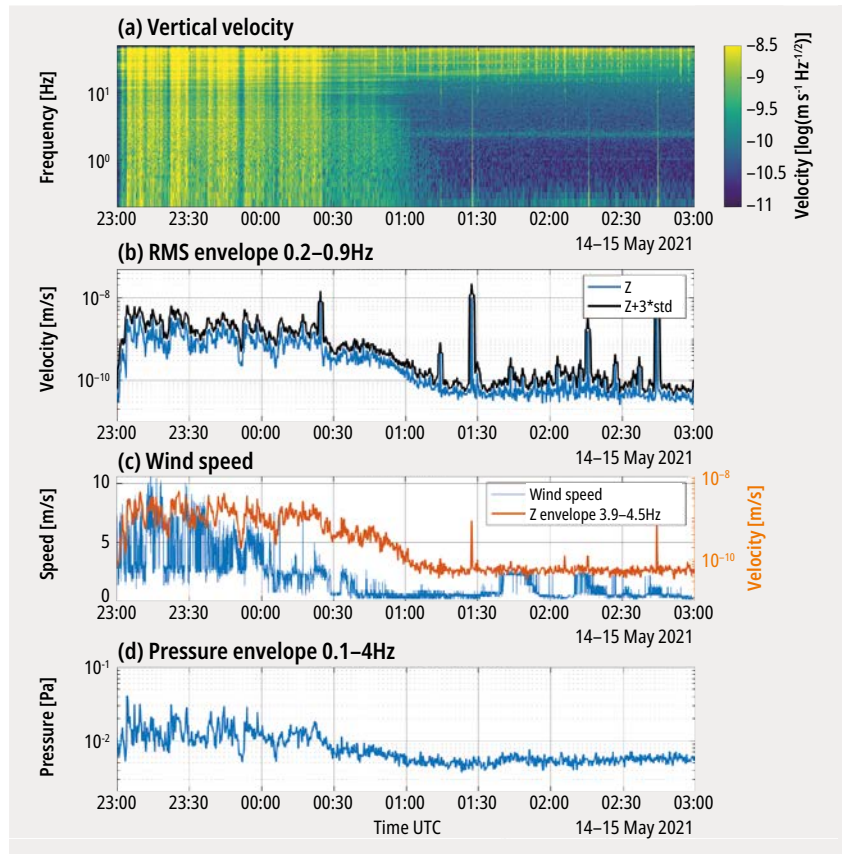 (a) Vertical velocity
Frequency [Hz]
10¹
10⁰
23:00 23:30 00:00 00:30 01:00 01:30 02:00 02:30 03:00
14–15 May 2021
–8.5
–9
–9.5
–10
–10.5
–11
Velocity [log(m s⁻¹ Hz⁻¹/²)]
(b) RMS envelope 0.2–0.9Hz
Velocity [m/s]
10⁻⁸
10⁻¹⁰
Z
Z+3*std
23:00 23:30 00:00 00:30 01:00 01:30 02:00 02:30 03:00
14–15 May 2021
(c) Wind speed
Speed [m/s]
10
5
0
Wind speed
Z envelope 3.9–4.5Hz
10⁻⁸
10⁻¹⁰
Velocity [m/s]
23:00 23:30 00:00 00:30 01:00 01:30 02:00 02:30 03:00
14–15 May 2021
(d) Pressure envelope 0.1–4Hz
Pressure [Pa]
10⁻¹
10⁻²
23:00 23:30 00:00 00:30 01:00 01:30 02:00 02:30 03:00
Time UTC
14–15 May 2021